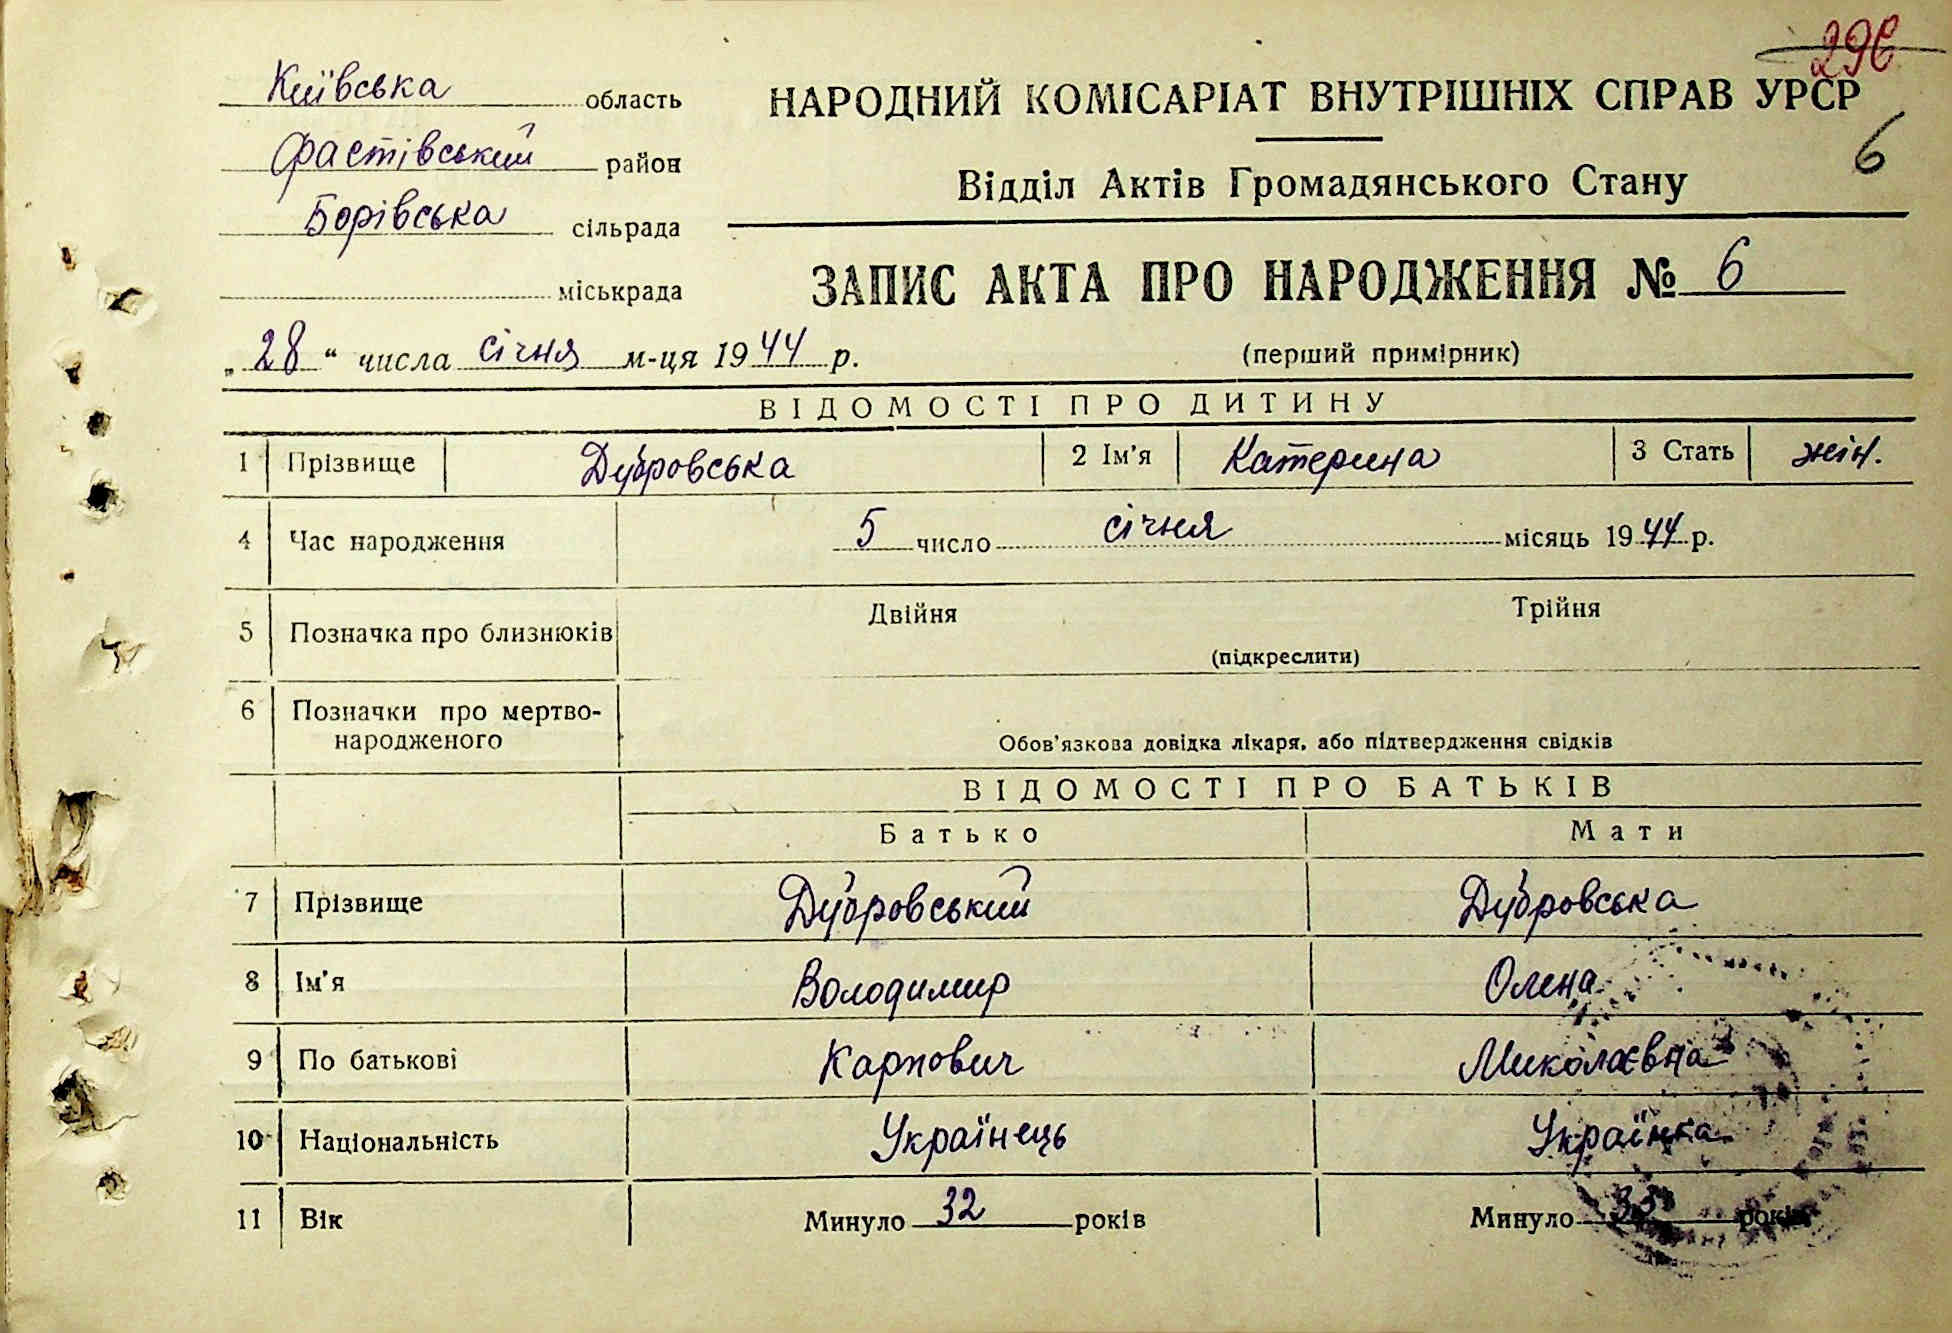 296
Київська область
НАРОДНИЙ КОМІСАРІАТ ВНУТРІШНІХ СПРАВ УРСР
6
Фастівський район
Відділ Актів Громадянського Стану
Борівська сільрада
міськрада
ЗАПИС АКТА ПРО НАРОДЖЕННЯ № 6
„28“ числа січня м-ця 1944 р.
(перший примірник)
ВІДОМОСТІ ПРО ДИТИНУ
1 Прізвище Дубровська 2 Ім'я Катерина 3 Стать жін.
4 Час народження 5 число січня місяць 1944 р.
5 Позначка про близнюків Двійня Трійня
(підкреслити)
6 Позначки про мертво-
народженого Обов'язкова довідка лікаря, або підтвердження свідків
ВІДОМОСТІ ПРО БАТЬКІВ
Батько Мати
7 Прізвище Дубровський Дубровська
8 Ім'я Володимир Олена
9 По батькові Карпович Миколаєвна
10 Національність Українець Українка
11 Вік Минуло 32 років Минуло років